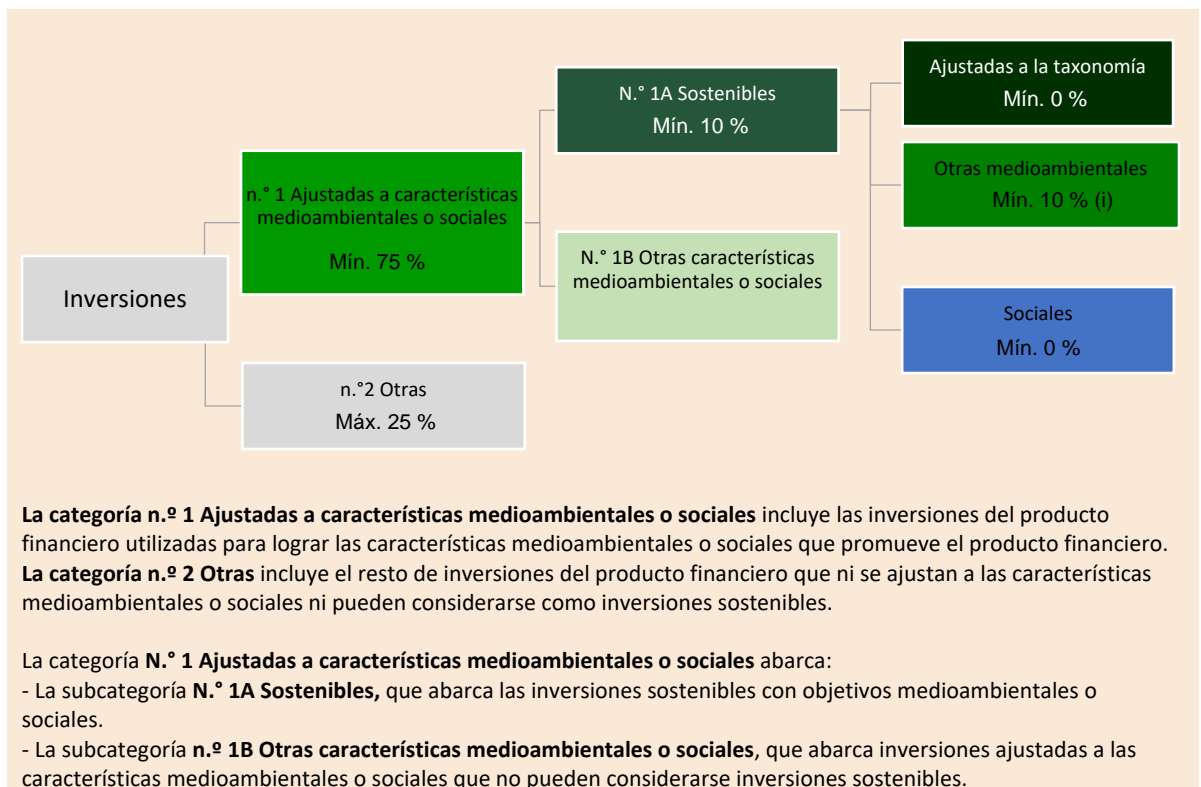 Inversiones
n.° 1 Ajustadas a características
medioambientales o sociales
Mín. 75 %
n.°2 Otras
Máx. 25 %
N.° 1A Sostenibles
Mín. 10 %
N.° 1B Otras características
medioambientales o sociales
Ajustadas a la taxonomía
Mín. 0 %
Otras medioambientales
Mín. 10 % (i)
Sociales
Mín. 0 %
La categoría n.º 1 Ajustadas a características medioambientales o sociales incluye las inversiones del producto
financiero utilizadas para lograr las características medioambientales o sociales que promueve el producto financiero.
La categoría n.º 2 Otras incluye el resto de inversiones del producto financiero que ni se ajustan a las características
medioambientales o sociales ni pueden considerarse como inversiones sostenibles.
La categoría N.° 1 Ajustadas a características medioambientales o sociales abarca:
- La subcategoría N.° 1A Sostenibles, que abarca las inversiones sostenibles con objetivos medioambientales o
sociales.
- La subcategoría n.º 1B Otras características medioambientales o sociales, que abarca inversiones ajustadas a las
características medioambientales o sociales que no pueden considerarse inversiones sostenibles.